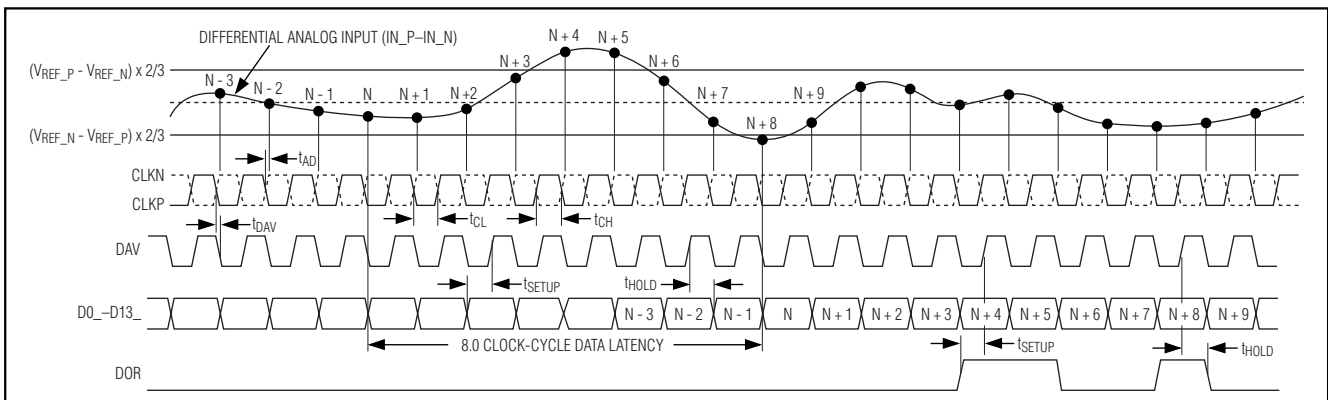 DIFFERENTIAL ANALOG INPUT (IN_P–IN_N)
(VREF_P - VREF_N) x 2/3
(VREF_N - VREF_P) x 2/3
N - 3
N - 2
N - 1
N
N + 1
N +2
N + 3
N + 4
N + 5
N + 6
N + 7
N + 8
N + 9
tAD
CLKN
CLKP
tDAV
tCL
tCH
DAV
tSETUP
tHOLD
D0_–D13_
N - 3
N - 2
N - 1
N
N + 1
N + 2
N + 3
N + 4
N + 5
N + 6
N + 7
N + 8
N + 9
8.0 CLOCK-CYCLE DATA LATENCY
tSETUP
tHOLD
DOR